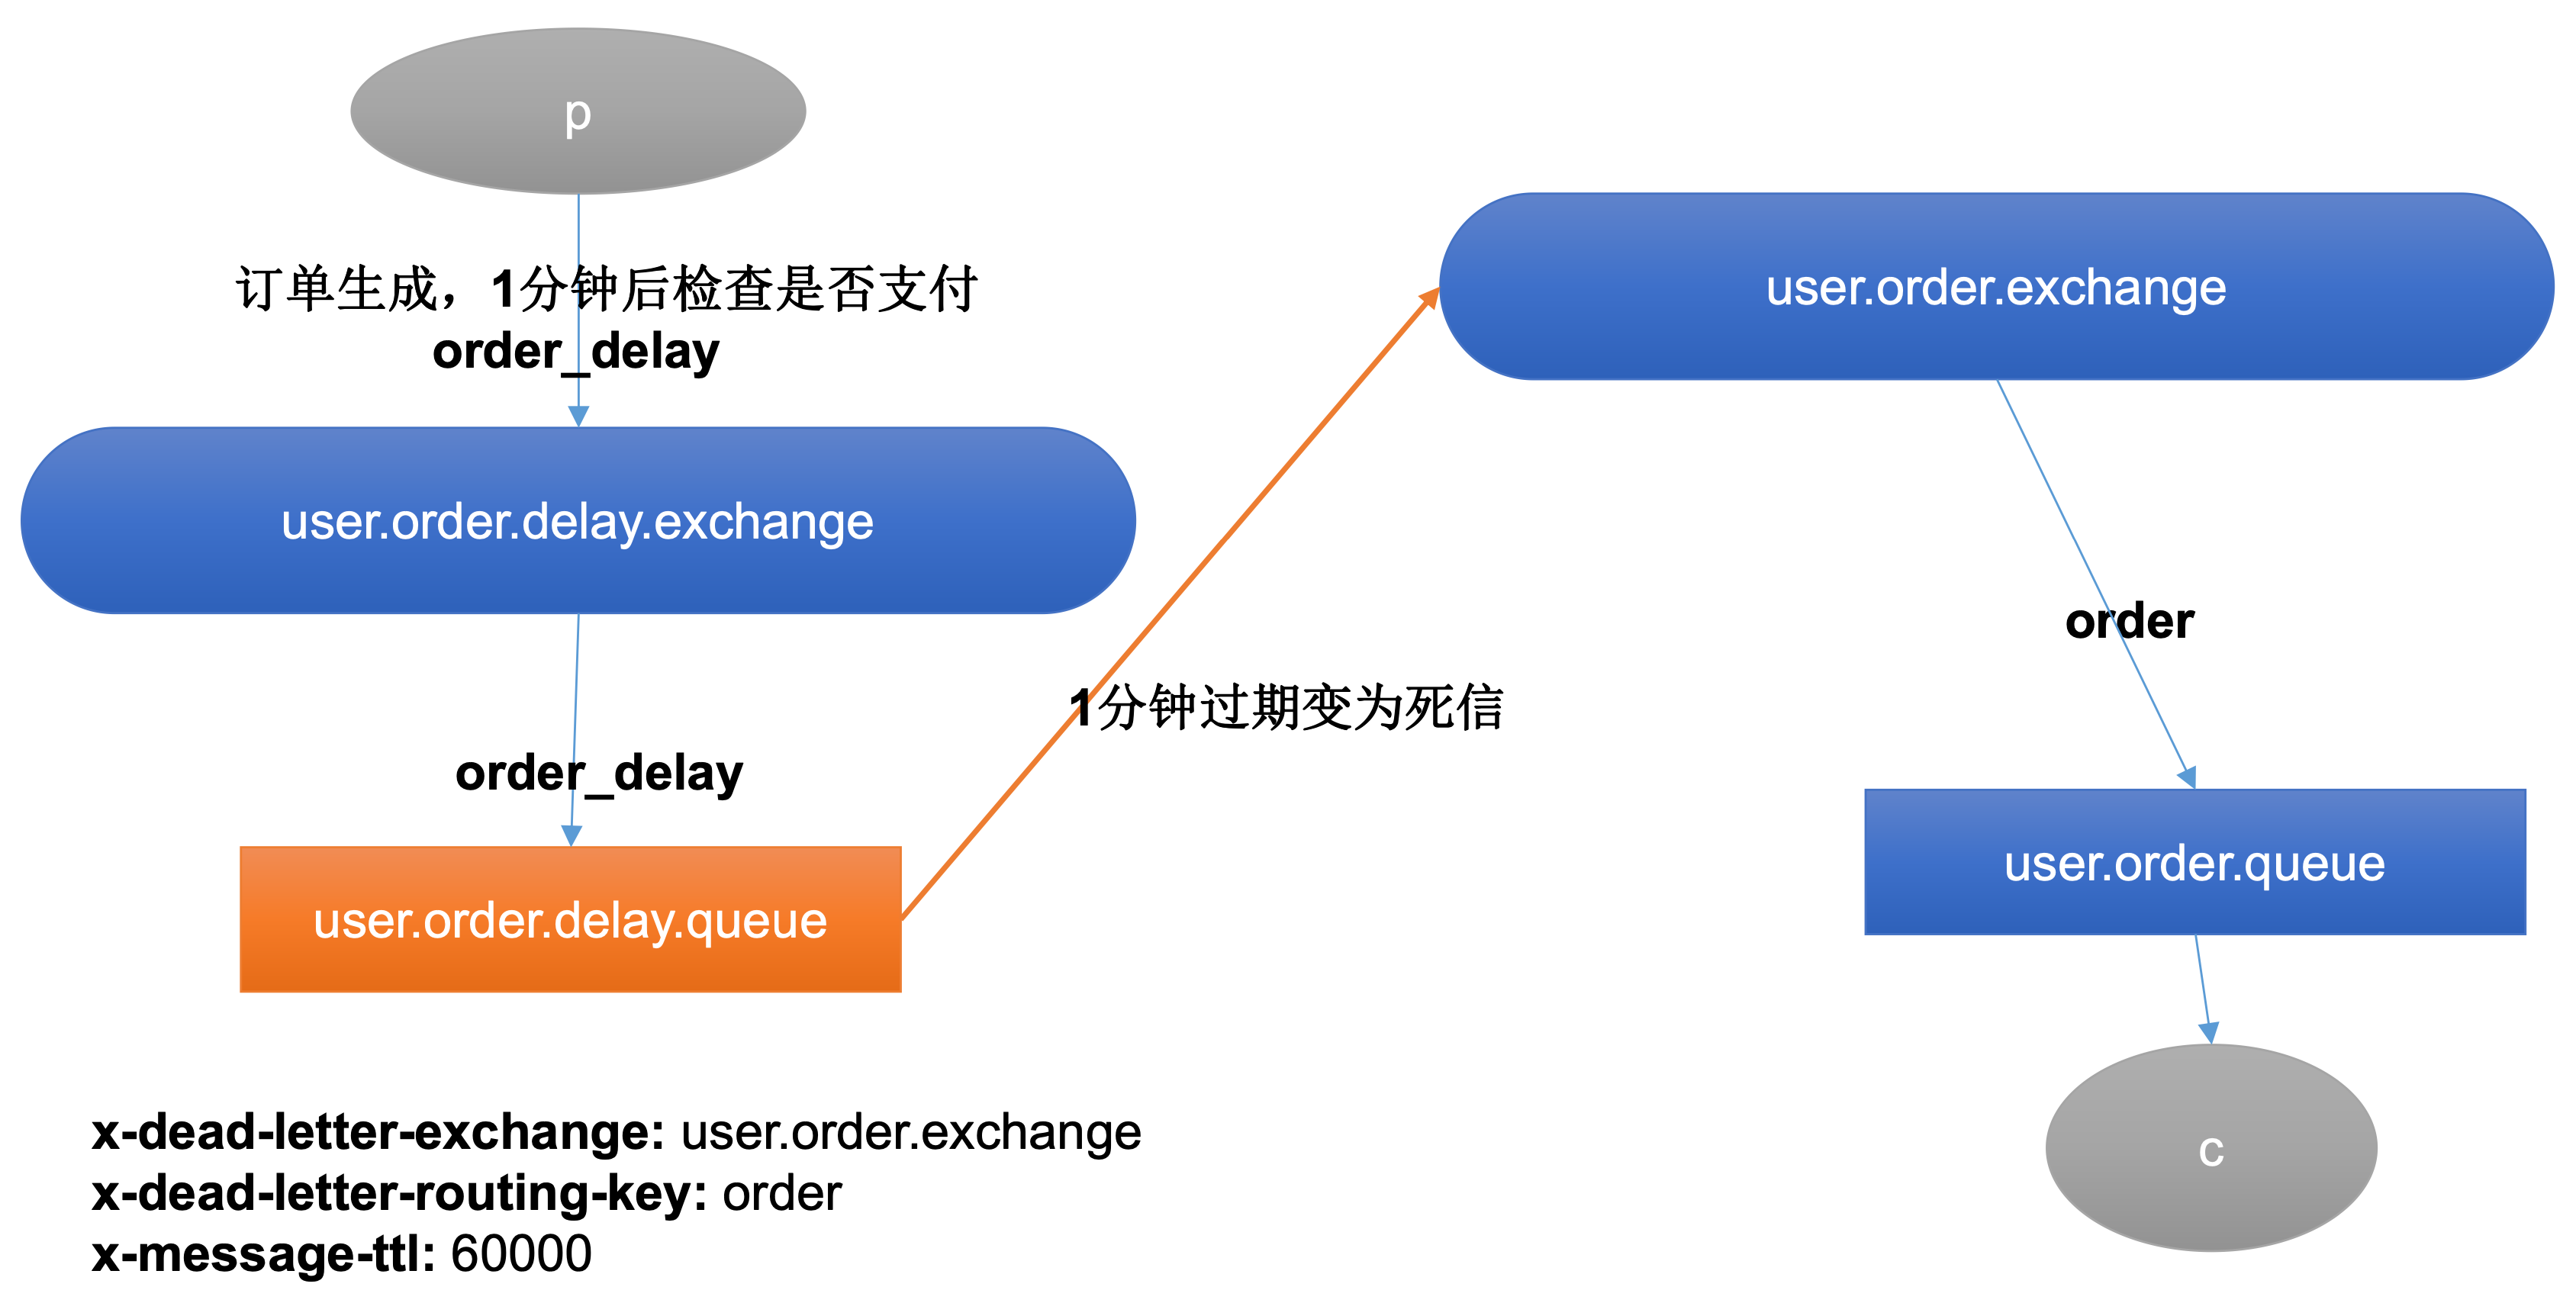 p
订单生成，1分钟后检查是否支付
order_delay
user.order.delay.exchange
order_delay
user.order.delay.queue
1分钟过期变为死信
user.order.exchange
order
user.order.queue
c
x-dead-letter-exchange: user.order.exchange
x-dead-letter-routing-key: order
x-message-ttl: 60000